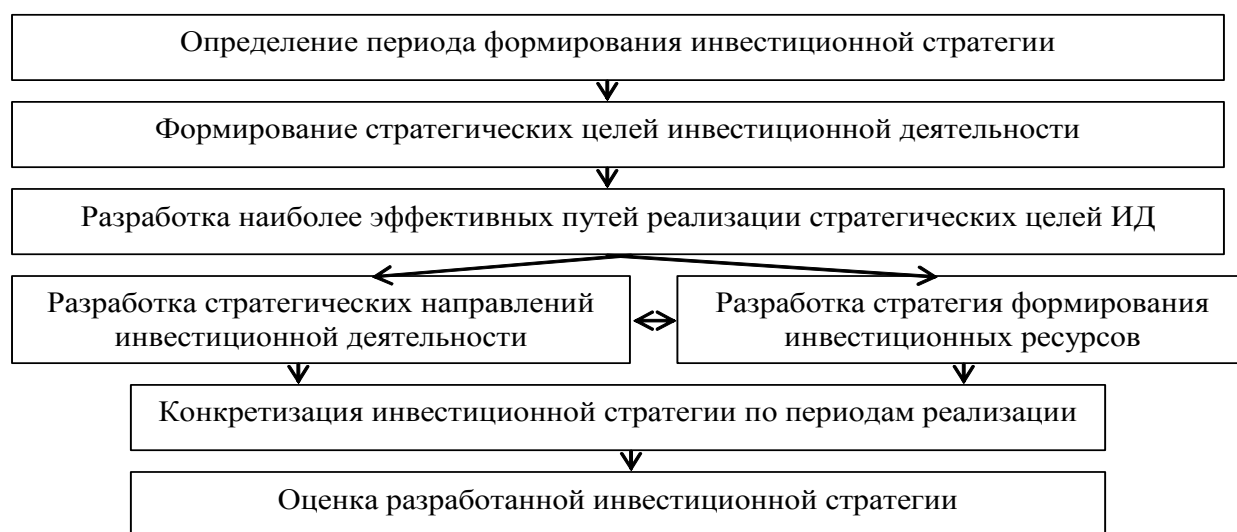 Определение периода формирования инвестиционной стратегии
Формирование стратегических целей инвестиционной деятельности
Разработка наиболее эффективных путей реализации стратегических целей ИД
Разработка стратегических направлений
инвестиционной деятельности
Разработка стратегия формирования
инвестиционных ресурсов
Конкретизация инвестиционной стратегии по периодам реализации
Оценка разработанной инвестиционной стратегии